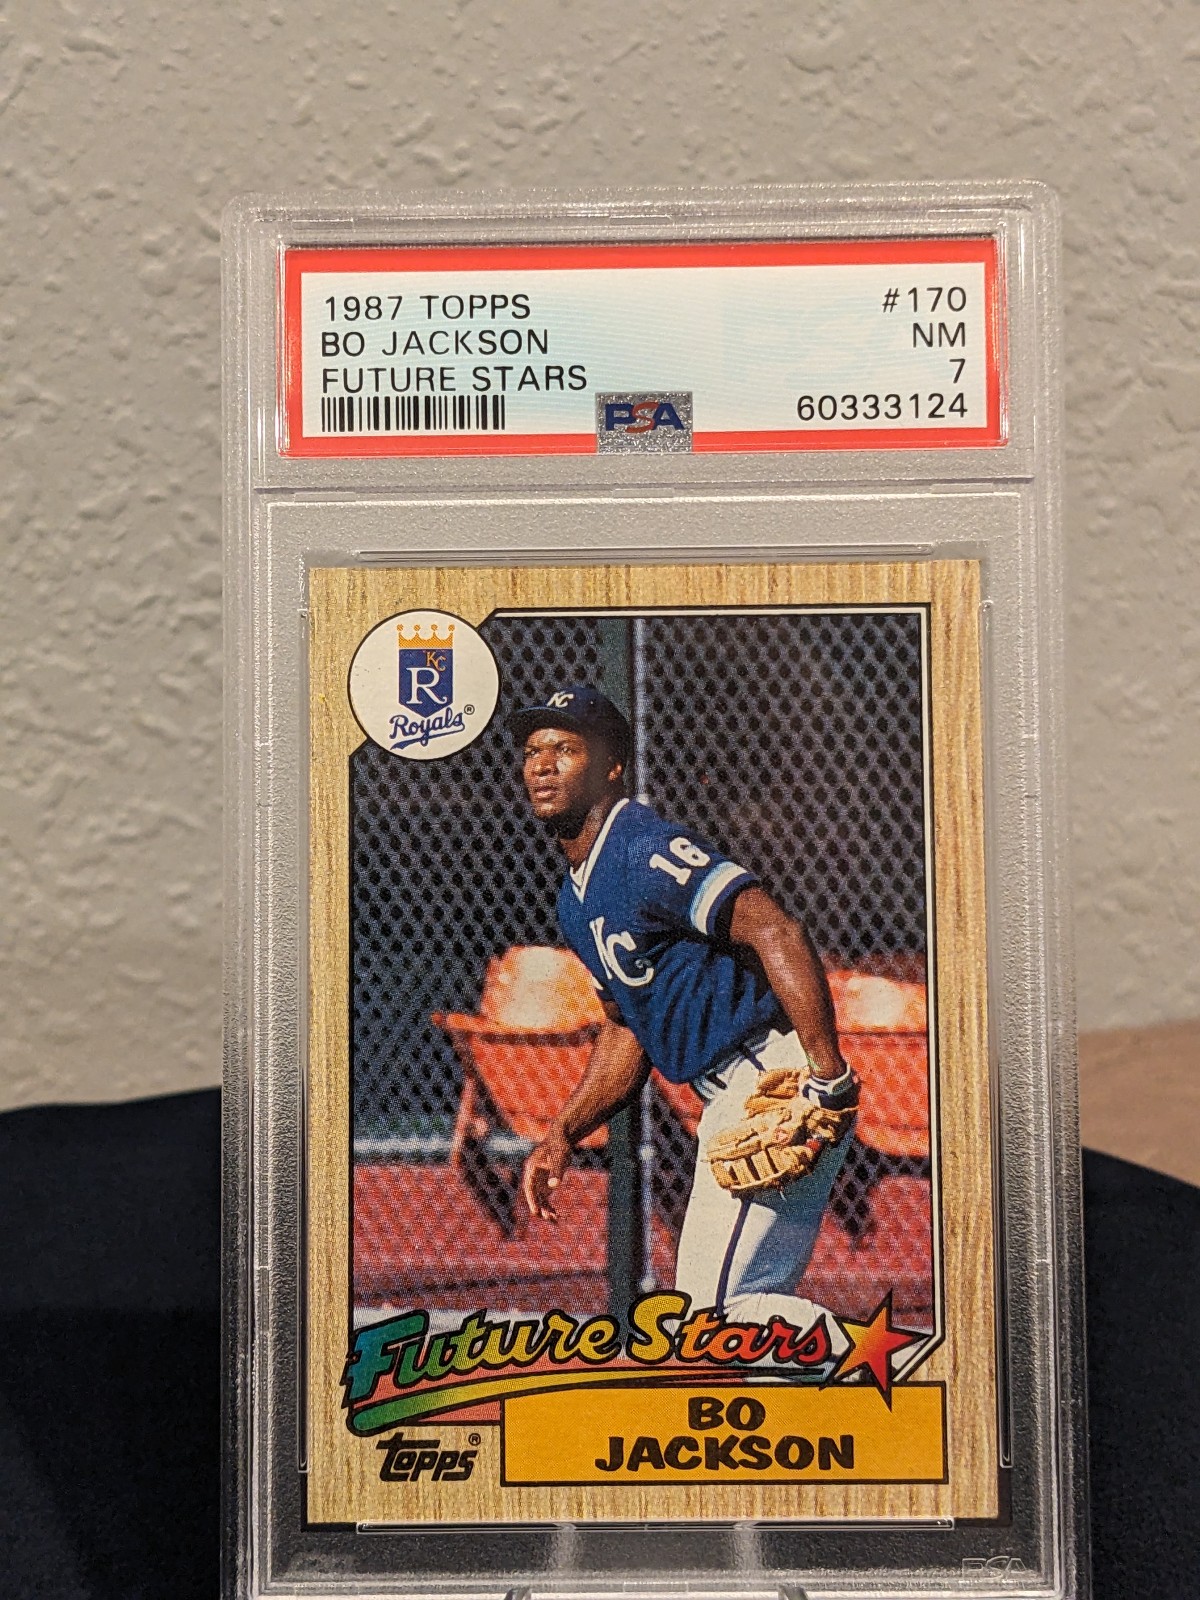 1987 TOPPS #170
BO JACKSON NM
FUTURE STARS 7
PSA 60333124
KC
R
Royals®
KC
16
KC
Future Stars
BO
JACKSON
topps®
PSA